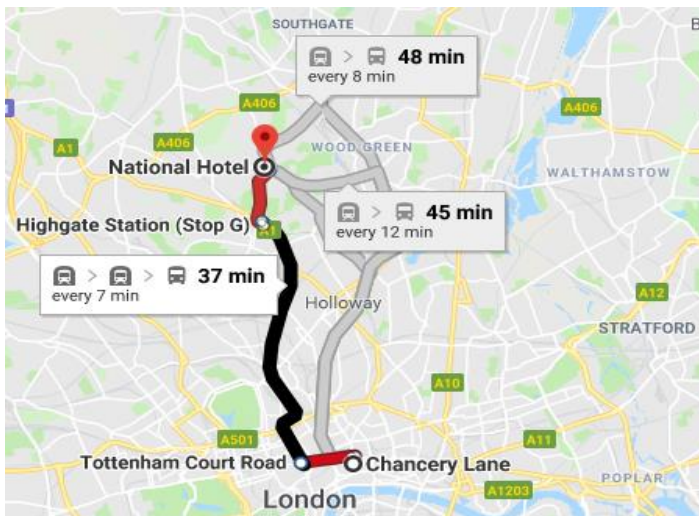 SOUTHGATE
> 48 min
every 8 min
A406
A406
A1
WOOD GREEN
National Hotel
WALTHAMSTOW
Highgate Station (Stop G)
A1
> 45 min
every 12 min
> > 37 min
every 7 min
Holloway
A12
STRATFORD
A10
A501
A11
Tottenham Court Road
Chancery Lane
POPLAR
A1203
London
A406
B